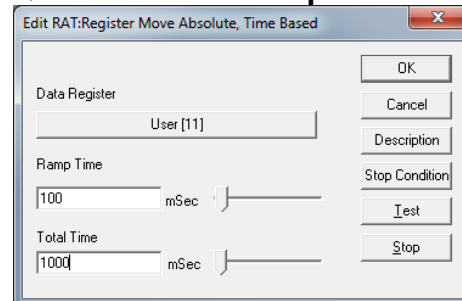 Edit RAT:Register Move Absolute, Time Based
OK
Data Register
Cancel
User [11]
Description
Ramp Time
Stop Condition
100 mSec
Test
Total Time
Stop
1000 mSec